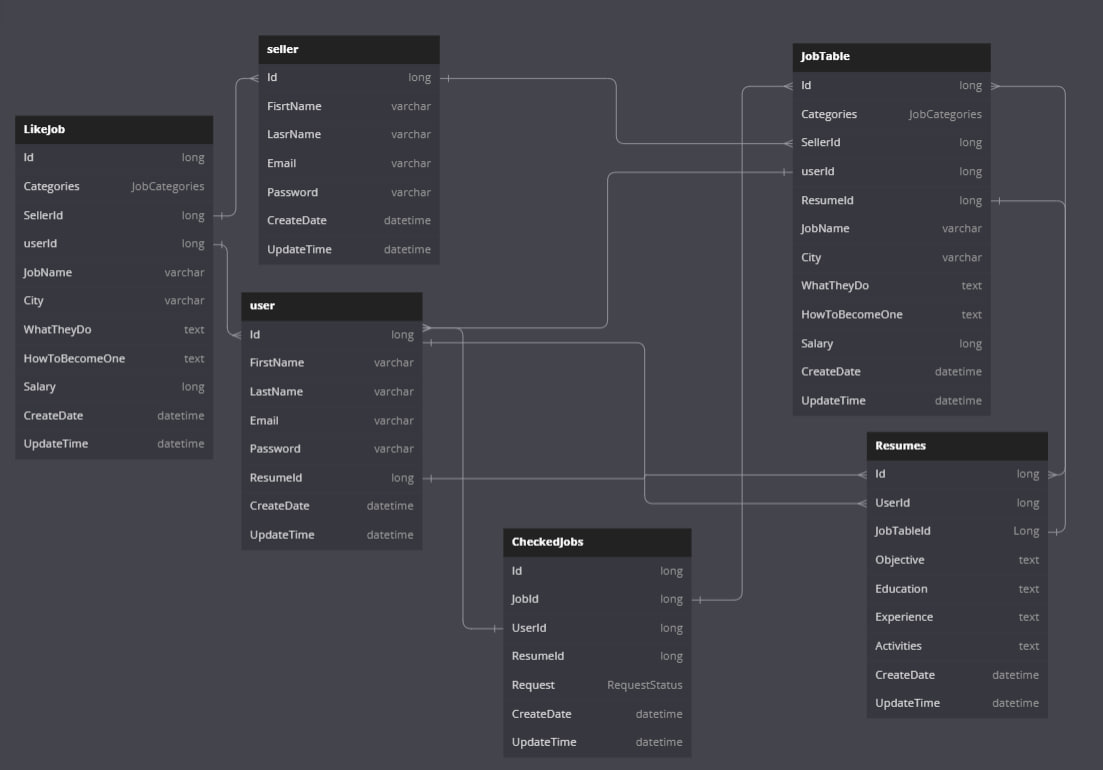 seller
Id long
FisrtName varchar
LasrName varchar
Email varchar
Password varchar
CreateDate datetime
UpdateTime datetime
JobTable
Id long
Categories JobCategories
SellerId long
userId long
ResumeId long
JobName varchar
City varchar
WhatTheyDo text
HowToBecomeOne text
Salary long
CreateDate datetime
UpdateTime datetime
LikeJob
Id long
Categories JobCategories
SellerId long
userId long
JobName varchar
City varchar
WhatTheyDo text
HowToBecomeOne text
Salary long
CreateDate datetime
UpdateTime datetime
user
Id long
FirstName varchar
LastName varchar
Email varchar
Password varchar
ResumeId long
CreateDate datetime
UpdateTime datetime
Resumes
Id long
UserId long
JobTableId Long
Objective text
Education text
Experience text
Activities text
CreateDate datetime
UpdateTime datetime
CheckedJobs
Id long
JobId long
UserId long
ResumeId long
Request RequestStatus
CreateDate datetime
UpdateTime datetime